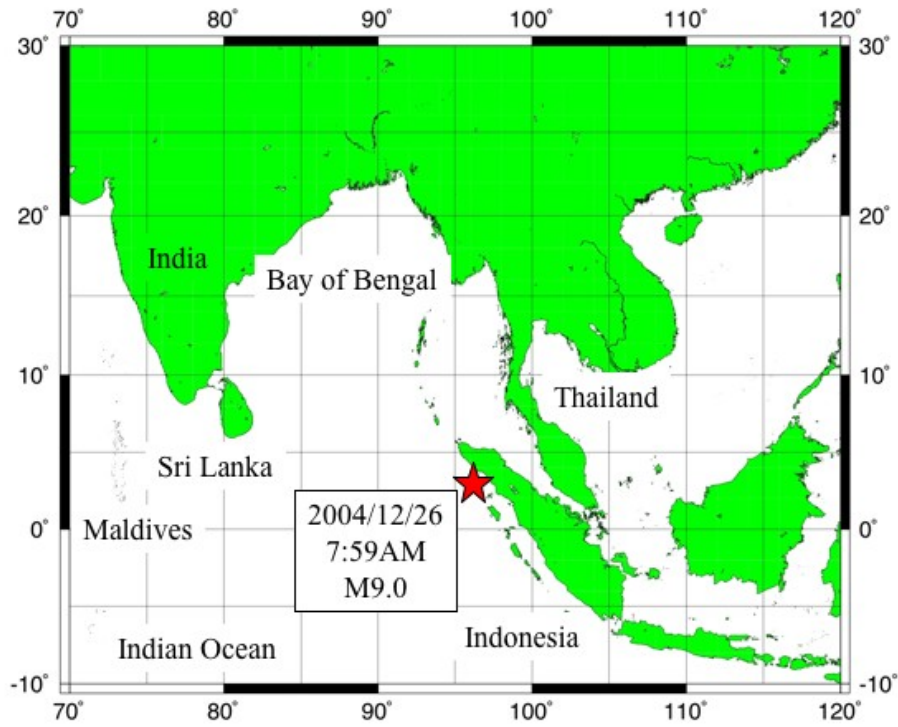 70° 80° 90° 100° 110° 120°
30° 30°
India
20° 20°
Bay of Bengal
10° 10°
Thailand
Sri Lanka
2004/12/26
7:59AM
M9.0
Maldives
0° 0°
Indian Ocean
Indonesia
-10° -10°
70° 80° 90° 100° 110° 120°